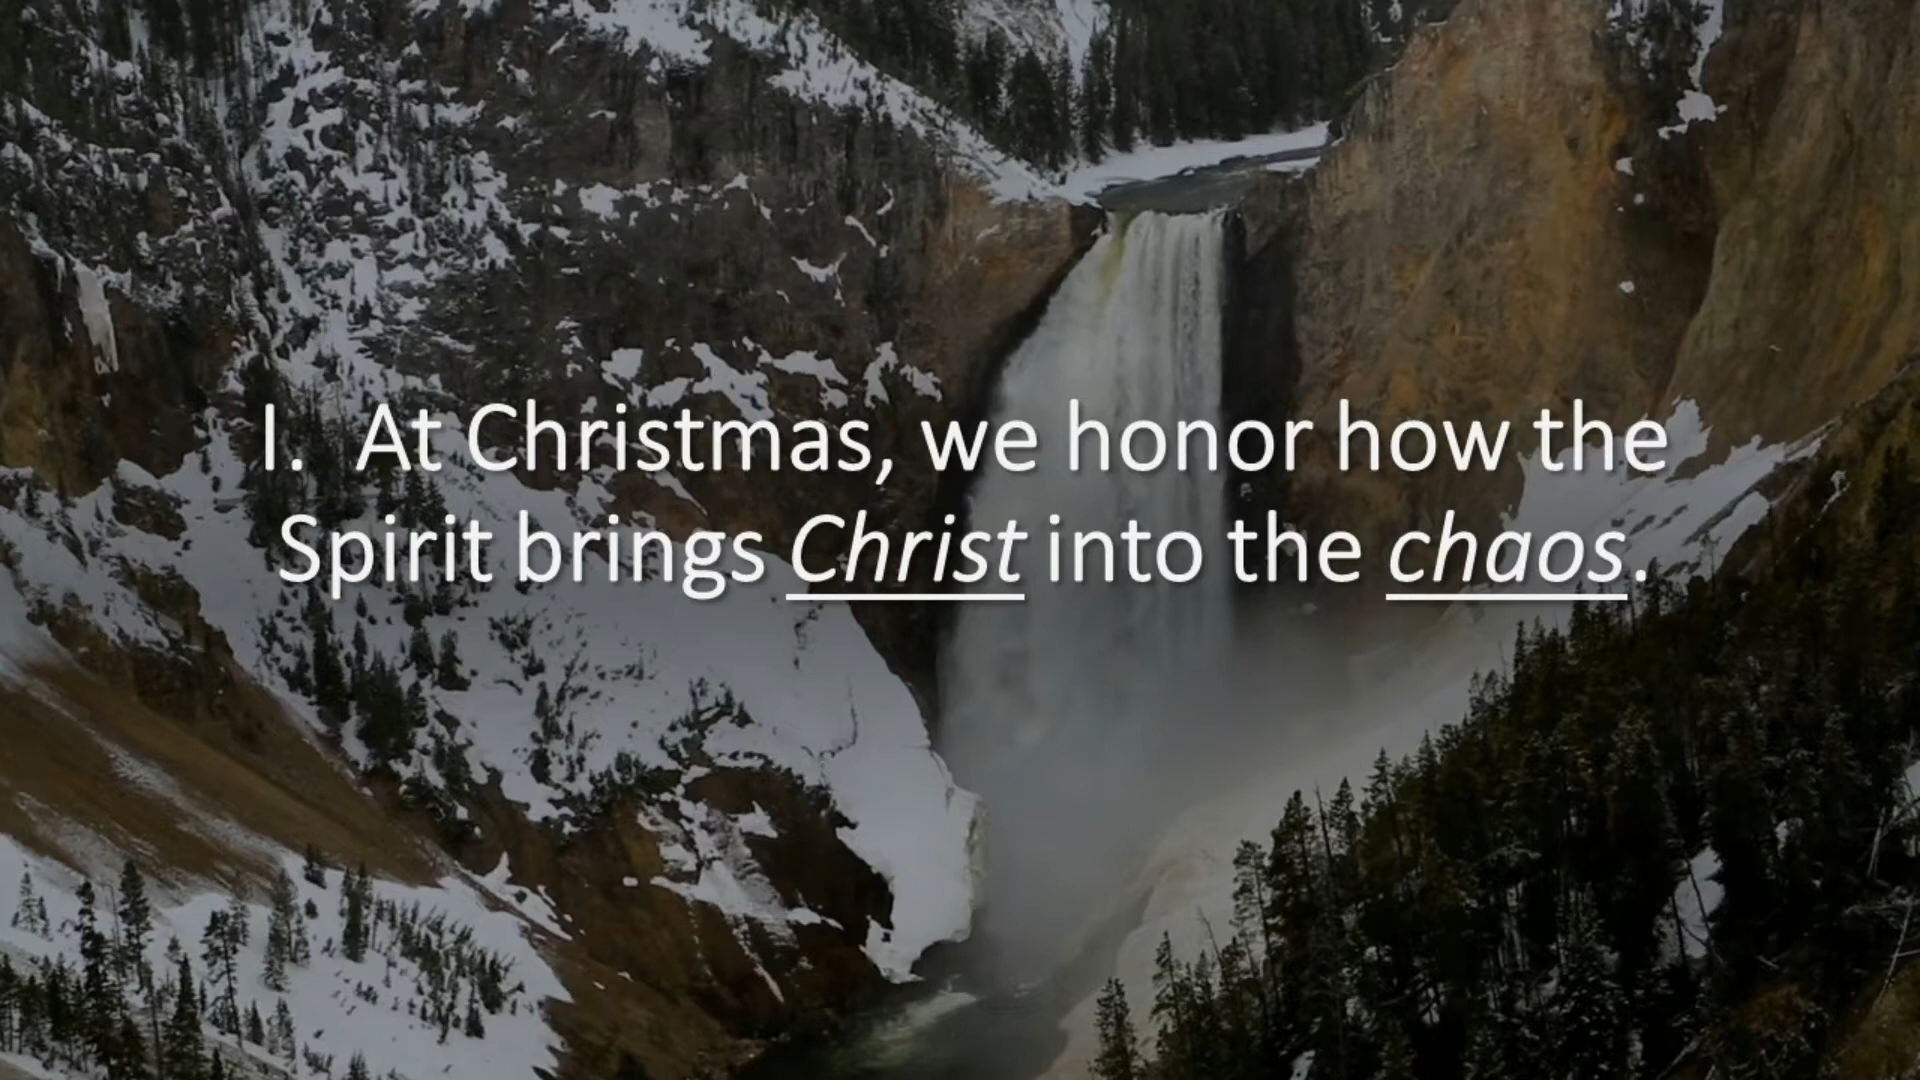 I. At Christmas, we honor how the
Spirit brings Christ into the chaos.